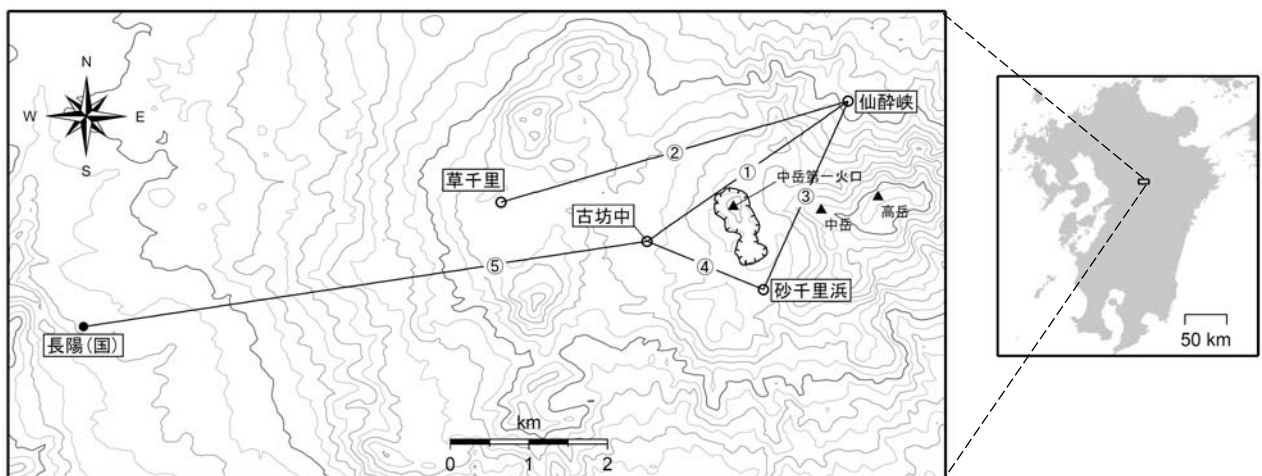 N
W
E
S
仙酔峡
②
草千里
①
中岳第一火口
③
古坊中
中岳
高岳
⑤
④
砂千里浜
長陽(国)
km
0
1
2
50 km